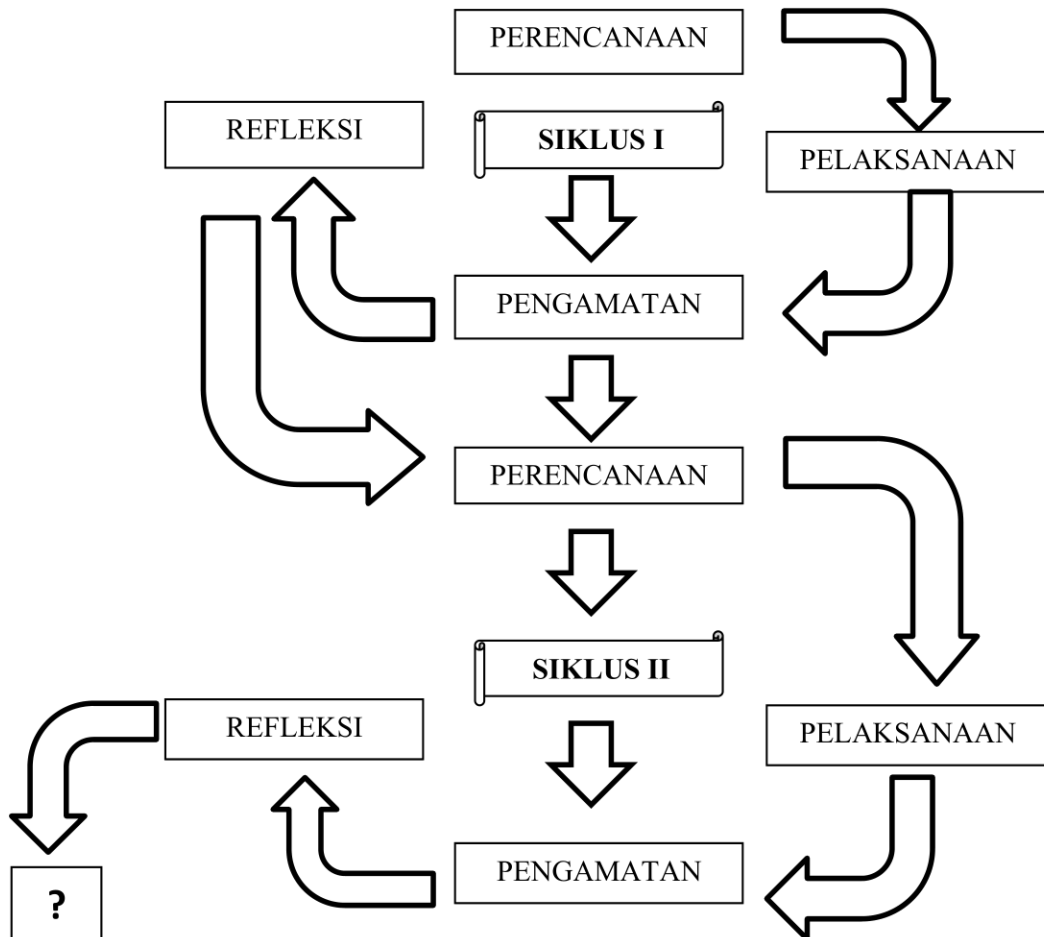 PERENCANAAN
REFLEKSI
SIKLUS I
PELAKSANAAN
PENGAMATAN
PERENCANAAN
SIKLUS II
REFLEKSI
PELAKSANAAN
PENGAMATAN
?